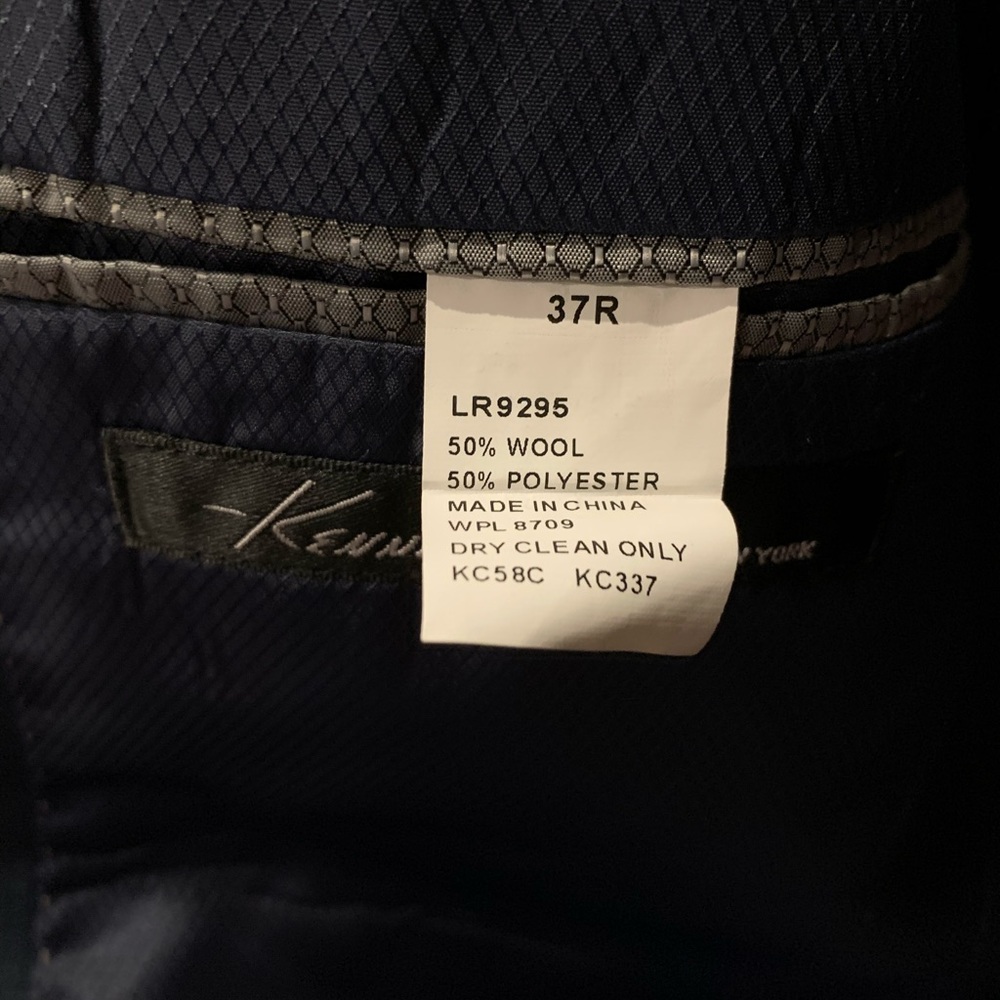 37R
LR9295
50% WOOL
50% POLYESTER
MADE IN CHINA
WPL 8709
DRY CLEAN ONLY
KC58C KC337
YORK